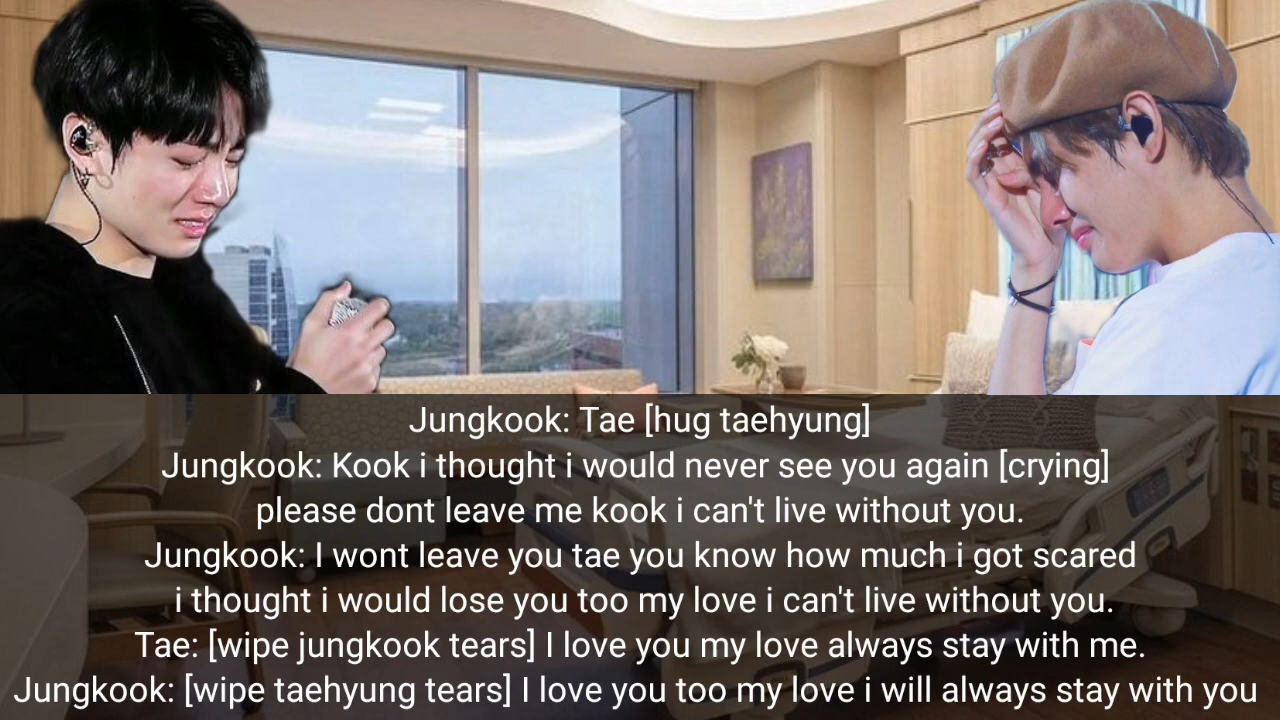 Jungkook: Tae [hug taehyung]
Jungkook: Kook i thought i would never see you again [crying]
please dont leave me kook i can't live without you.
Jungkook: I wont leave you tae you know how much i got scared
i thought i would lose you too my love i can't live without you.
Tae: [wipe jungkook tears] I love you my love always stay with me.
Jungkook: [wipe taehyung tears] I love you too my love i will always stay with you